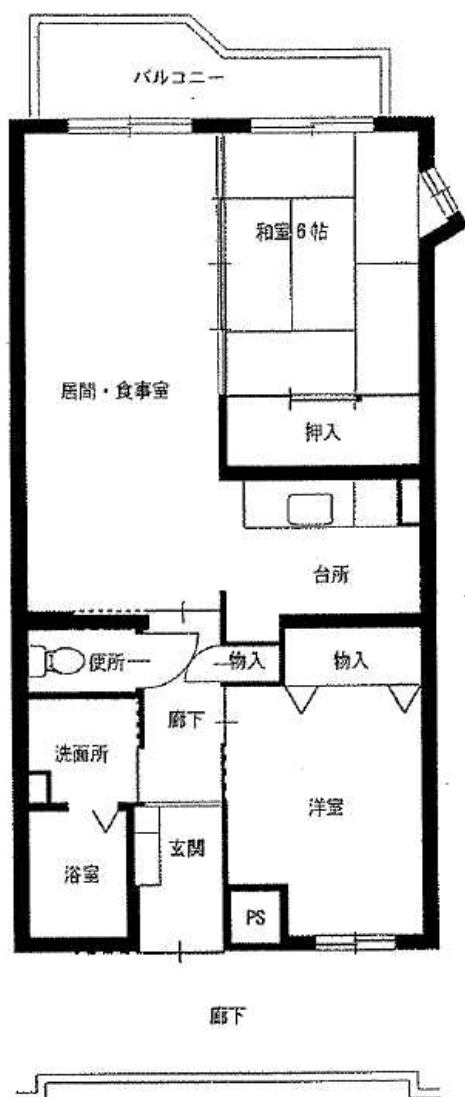 バルコニー
和室6帖
居間・食事室
押入
台所
便所
物入
物入
廊下
洗面所
洋室
浴室
玄関
PS
廊下